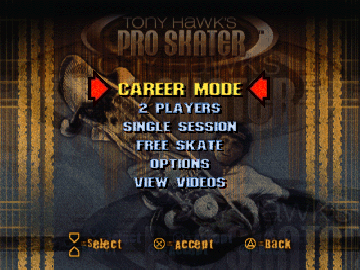 TONY HAWK'S
PRO SKATER
CAREER MODE
2 PLAYERS
SINGLE SESSION
FREE SKATE
OPTIONS
VIEW VIDEOS
=Select
=Accept
=Back